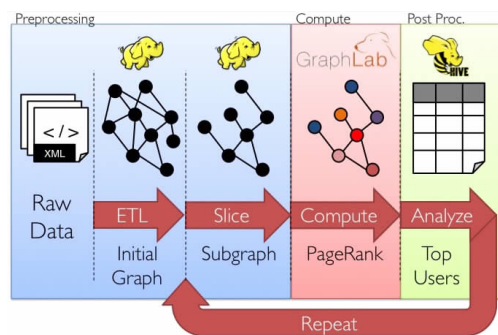 Preprocessing
Compute
Post Proc.
GraphLab
HIVE
</>
XML
Raw
Data
ETL
Slice
Compute
Analyze
Initial
Graph
Subgraph
PageRank
Top
Users
Repeat